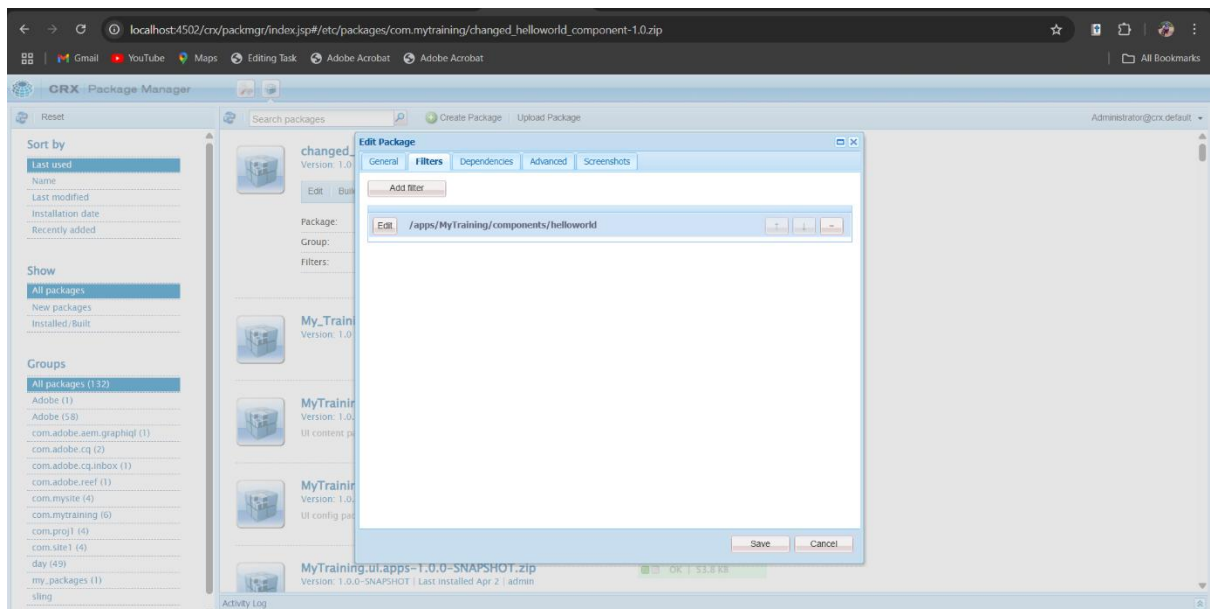 localhost:4502/crx/packmgr/index.jsp#/etc/packages/com.mytraining/changed_helloworld_component-1.0.zip
Gmail YouTube Maps Editing Task Adobe Acrobat Adobe Acrobat All Bookmarks
CRX Package Manager
Reset
Search packages Create Package Upload Package Administrator@crx.default
Sort by
Last used
Name
Last modified
Installation date
Recently added
Show
All packages
New packages
Installed/Built
Groups
All packages (132)
Adobe (1)
Adobe (58)
com.adobe.aem.graphiql (1)
com.adobe.cq (2)
com.adobe.cq.inbox (1)
com.adobe.reef (1)
com.mysite (4)
com.mytraining (6)
com.proj1 (4)
com.site1 (4)
day (49)
my_packages (1)
sling
changed_
Version: 1.0
Edit Buil
Package:
Group:
Filters:
My_Traini
Version: 1.0
MyTrainin
Version: 1.0.
UI content pa
MyTrainin
Version: 1.0.
UI config pac
MyTraining.ui.apps-1.0.0-SNAPSHOT.zip
Version: 1.0.0-SNAPSHOT | Last installed Apr 2 | admin
OK | 53.8 KB
Edit Package
General Filters Dependencies Advanced Screenshots
Add filter
Edit /apps/MyTraining/components/helloworld
Save Cancel
Activity Log